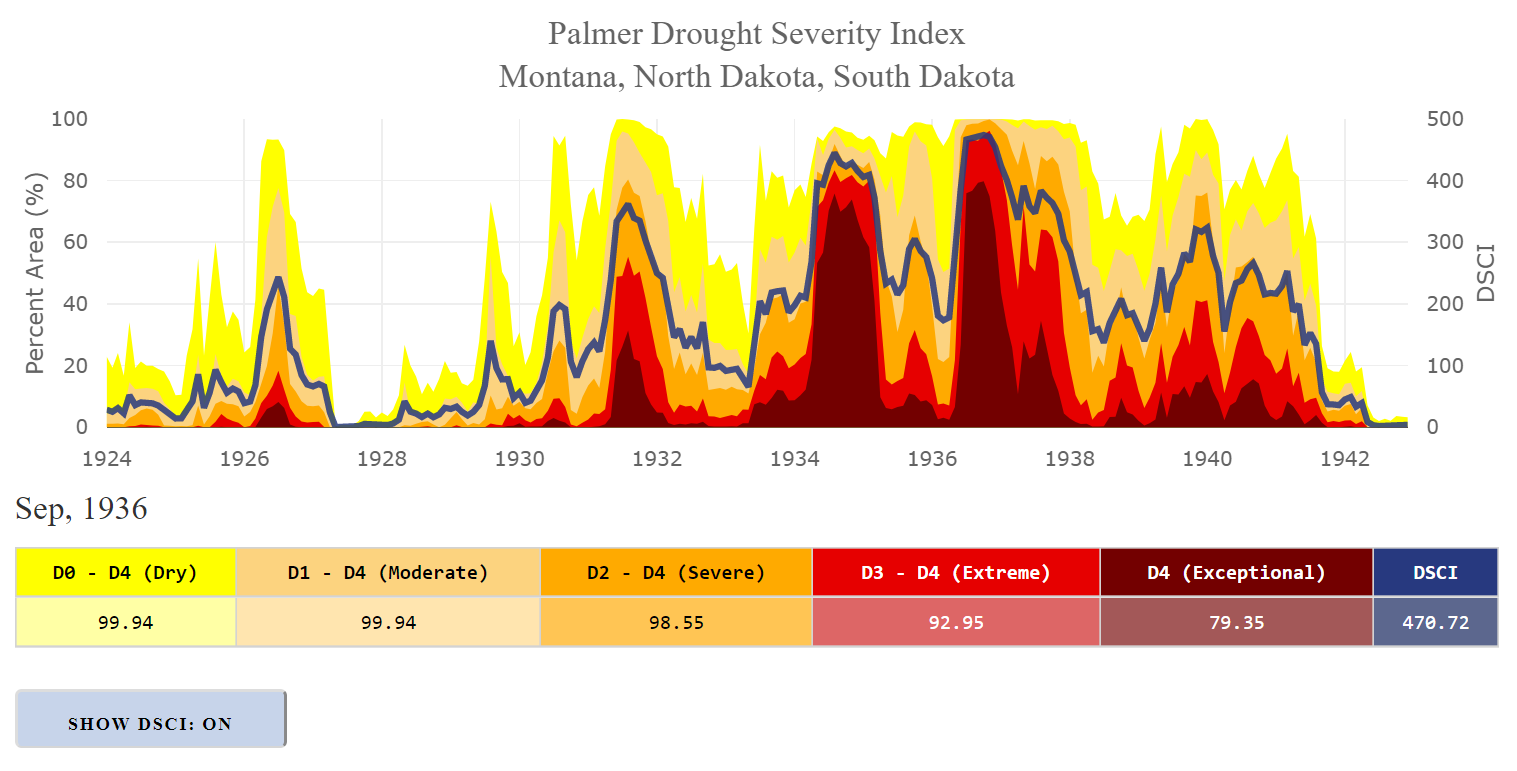 Palmer Drought Severity Index
Montana, North Dakota, South Dakota
100 500
80 400
60 300
40 200
20 100
0 0
Percent Area (%)
DSCI
1924 1926 1928 1930 1932 1934 1936 1938 1940 1942
Sep, 1936
D0 - D4 (Dry) D1 - D4 (Moderate) D2 - D4 (Severe) D3 - D4 (Extreme) D4 (Exceptional) DSCI
99.94 99.94 98.55 92.95 79.35 470.72
SHOW DSCI: ON